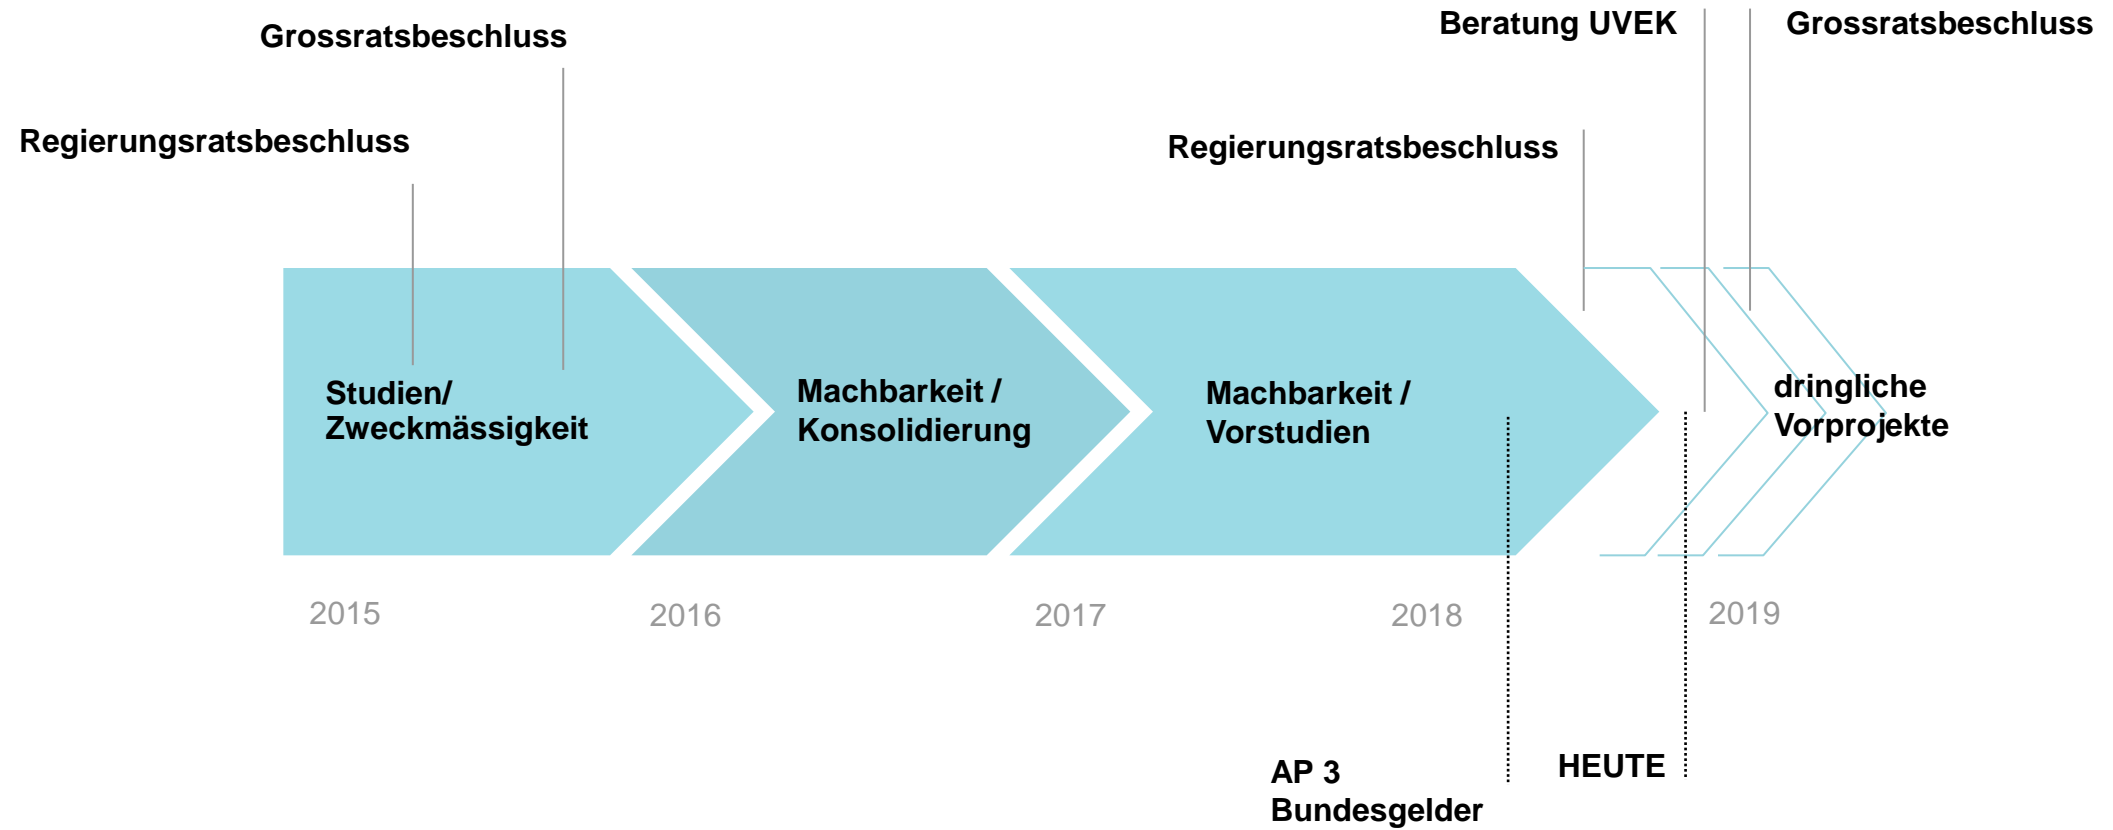 Grossratsbeschluss
Beratung UVEK
Grossratsbeschluss
Regierungsratsbeschluss
Regierungsratsbeschluss
Studien/
Zweckmässigkeit
Machbarkeit /
Konsolidierung
Machbarkeit /
Vorstudien
dringliche
Vorprojekte
2015
2016
2017
2018
2019
AP 3
Bundesgelder
HEUTE